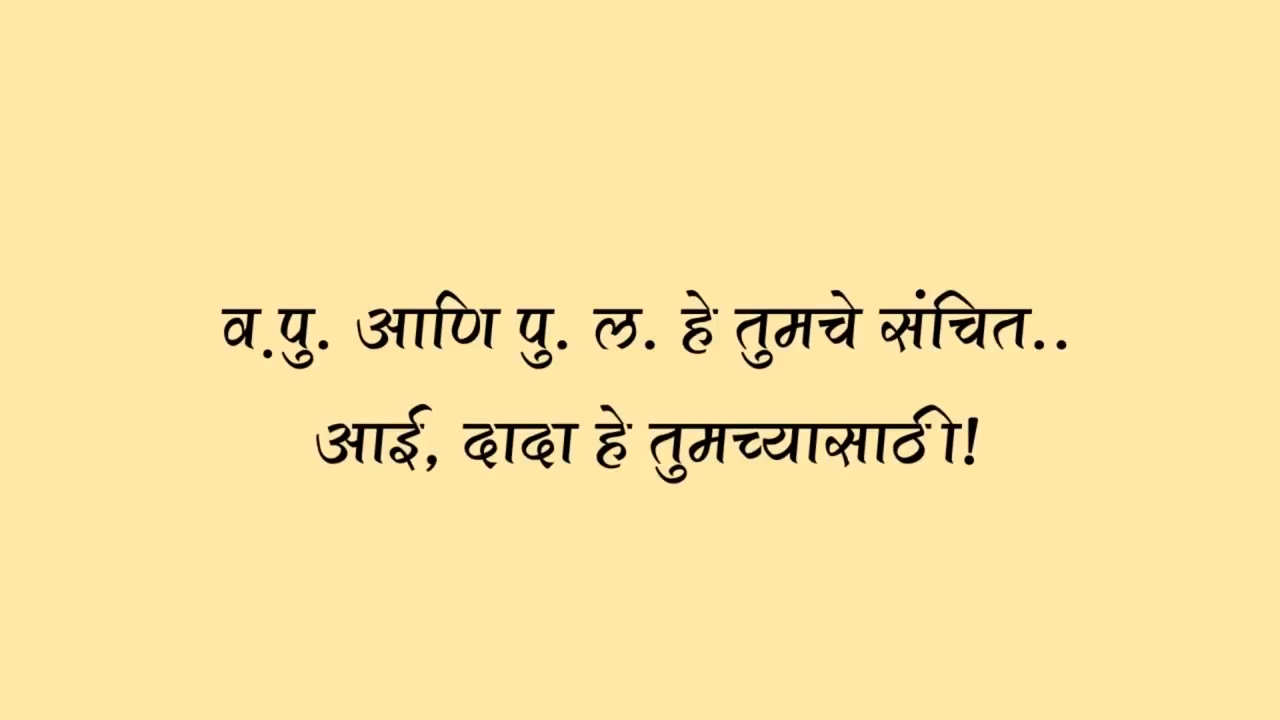 व.पु. आणि पु. ल. हे तुमचे संचित..
आई, दादा हे तुमच्यासाठी!